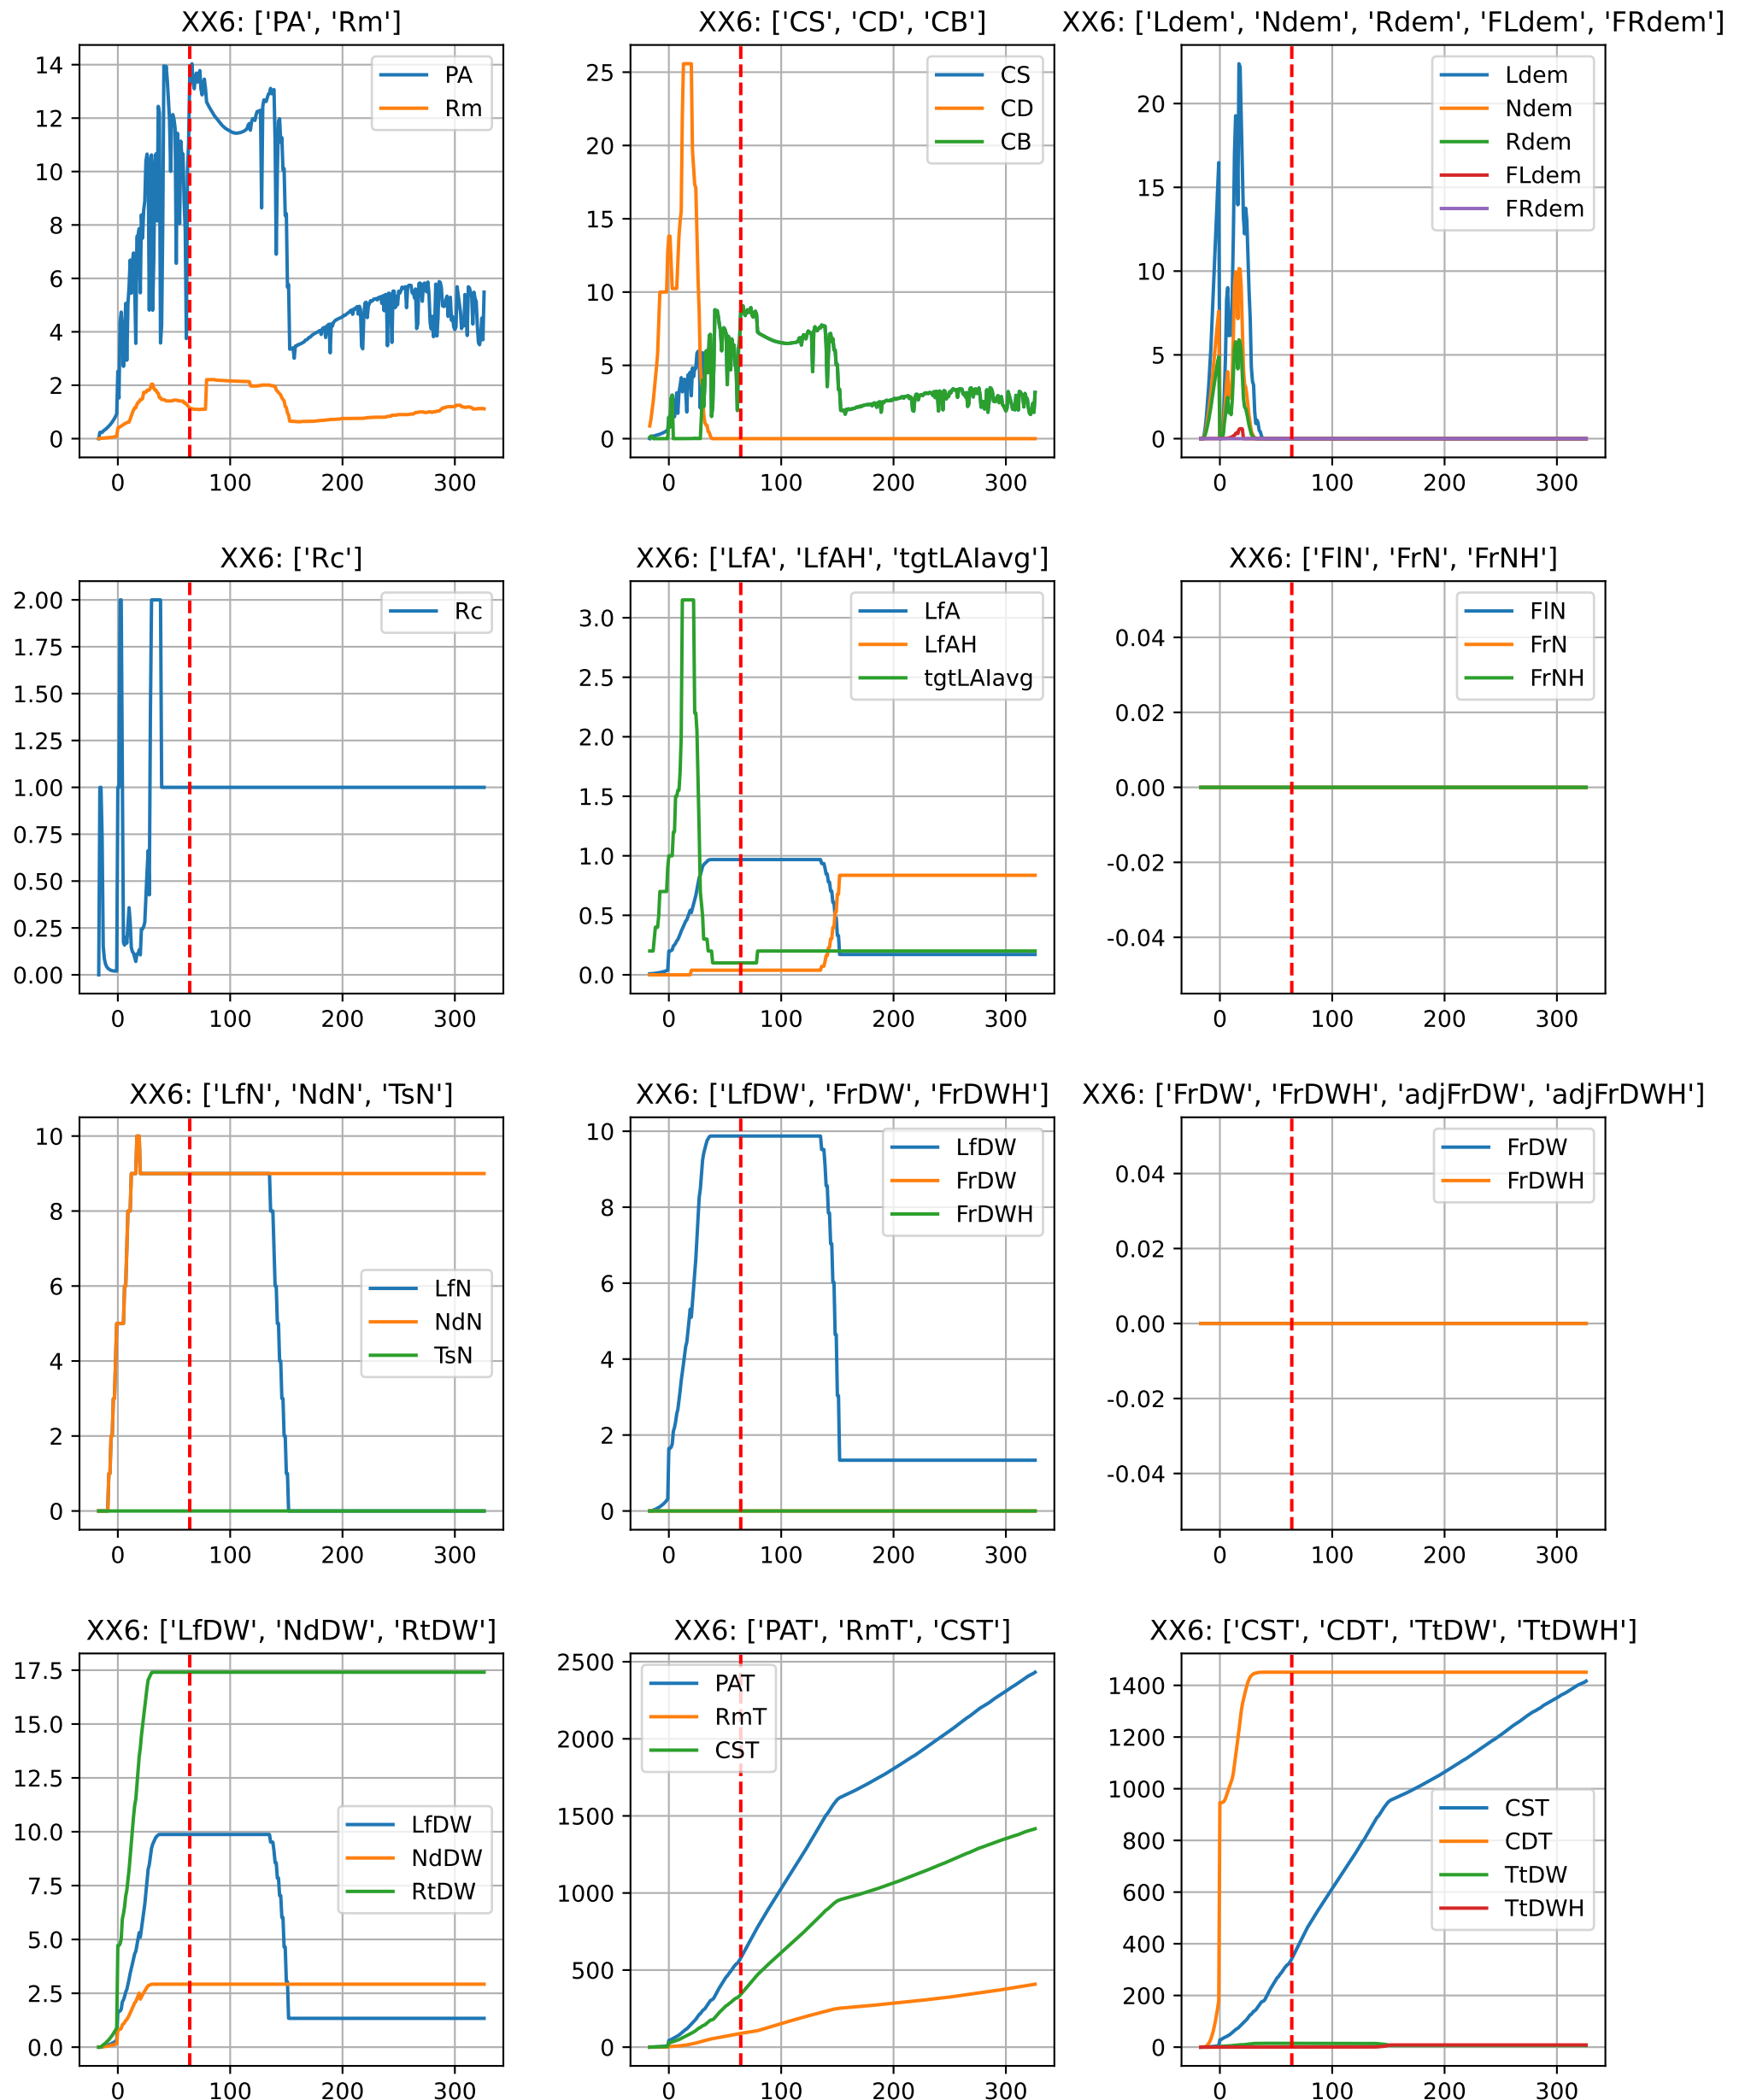 XX6: ['PA', 'Rm']
14
12
10
8
6
4
2
0
0 100 200 300
PA
Rm
XX6: ['CS', 'CD', 'CB']
25
20
15
10
5
0
0 100 200 300
CS
CD
CB
XX6: ['Ldem', 'Ndem', 'Rdem', 'FLdem', 'FRdem']
20
15
10
5
0
0 100 200 300
Ldem
Ndem
Rdem
FLdem
FRdem
XX6: ['Rc']
2.00
1.75
1.50
1.25
1.00
0.75
0.50
0.25
0.00
0 100 200 300
Rc
XX6: ['LfA', 'LfAH', 'tgtLAIavg']
3.0
2.5
2.0
1.5
1.0
0.5
0.0
0 100 200 300
LfA
LfAH
tgtLAIavg
XX6: ['FlN', 'FrN', 'FrNH']
0.04
0.02
0.00
-0.02
-0.04
0 100 200 300
FlN
FrN
FrNH
XX6: ['LfN', 'NdN', 'TsN']
10
8
6
4
2
0
0 100 200 300
LfN
NdN
TsN
XX6: ['LfDW', 'FrDW', 'FrDWH']
10
8
6
4
2
0
0 100 200 300
LfDW
FrDW
FrDWH
XX6: ['FrDW', 'FrDWH', 'adjFrDW', 'adjFrDWH']
0.04
0.02
0.00
-0.02
-0.04
0 100 200 300
FrDW
FrDWH
XX6: ['LfDW', 'NdDW', 'RtDW']
17.5
15.0
12.5
10.0
7.5
5.0
2.5
0.0
0 100 200 300
LfDW
NdDW
RtDW
XX6: ['PAT', 'RmT', 'CST']
2500
2000
1500
1000
500
0
0 100 200 300
PAT
RmT
CST
XX6: ['CST', 'CDT', 'TtDW', 'TtDWH']
1400
1200
1000
800
600
400
200
0
0 100 200 300
CST
CDT
TtDW
TtDWH